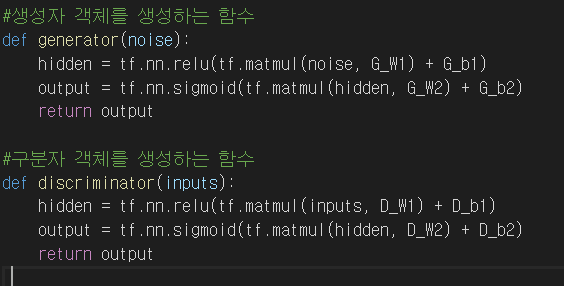 #생성자 객체를 생성하는 함수
def generator(noise):
    hidden = tf.nn.relu(tf.matmul(noise, G_W1) + G_b1)
    output = tf.nn.sigmoid(tf.matmul(hidden, G_W2) + G_b2)
    return output

#구분자 객체를 생성하는 함수
def discriminator(inputs):
    hidden = tf.nn.relu(tf.matmul(inputs, D_W1) + D_b1)
    output = tf.nn.sigmoid(tf.matmul(hidden, D_W2) + D_b2)
    return output